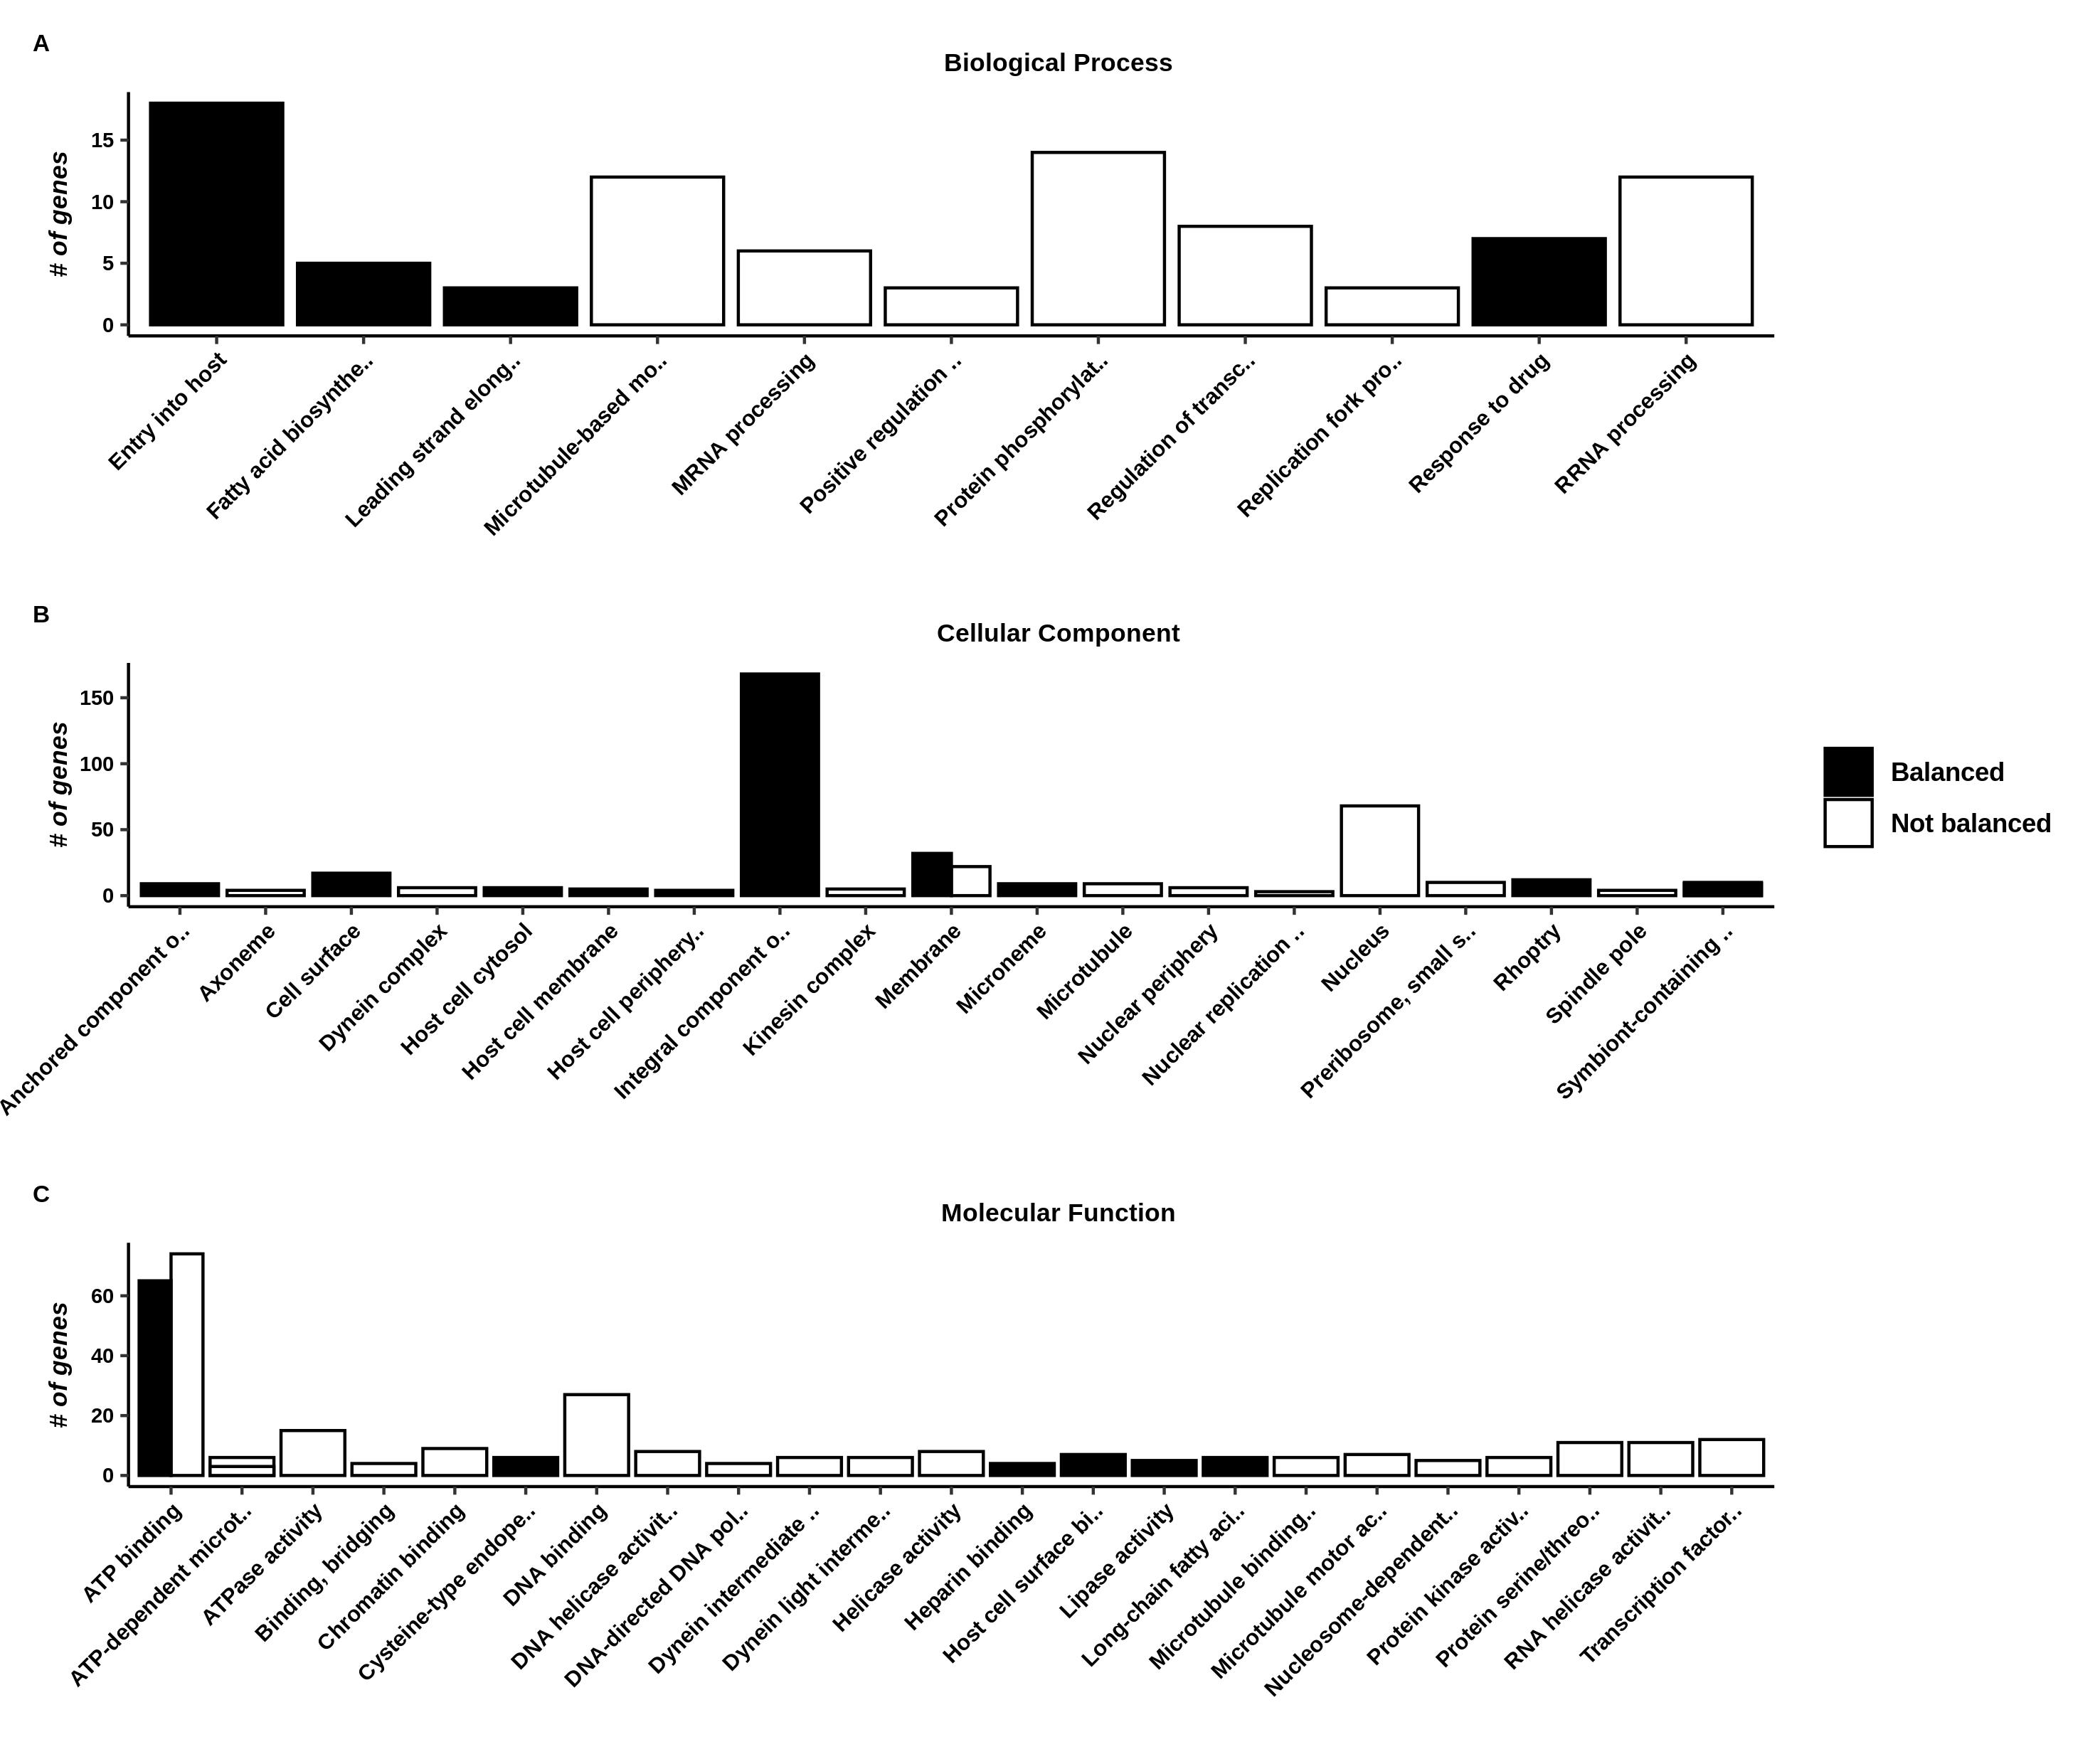 A
Biological Process
# of genes
15
10
5
0
Entry into host
Fatty acid biosynthe..
Leading strand elong..
Microtubule-based mo..
MRNA processing
Positive regulation ..
Protein phosphorylat..
Regulation of transc..
Replication fork pro..
Response to drug
RRNA processing
B
Cellular Component
# of genes
150
100
50
0
Anchored component o..
Axoneme
Cell surface
Dynein complex
Host cell cytosol
Host cell membrane
Host cell periphery..
Integral component o..
Kinesin complex
Membrane
Microneme
Microtubule
Nuclear periphery
Nuclear replication ..
Nucleus
Preribosome, small s..
Rhoptry
Spindle pole
Symbiont-containing ..
Balanced
Not balanced
C
Molecular Function
# of genes
60
40
20
0
ATP binding
ATP-dependent microt..
ATPase activity
Binding, bridging
Chromatin binding
Cysteine-type endope..
DNA binding
DNA helicase activit..
DNA-directed DNA pol..
Dynein intermediate ..
Dynein light interme..
Helicase activity
Heparin binding
Host cell surface bi..
Lipase activity
Long-chain fatty aci..
Microtubule binding..
Microtubule motor ac..
Nucleosome-dependent..
Protein kinase activ..
Protein serine/threo..
RNA helicase activit..
Transcription factor..